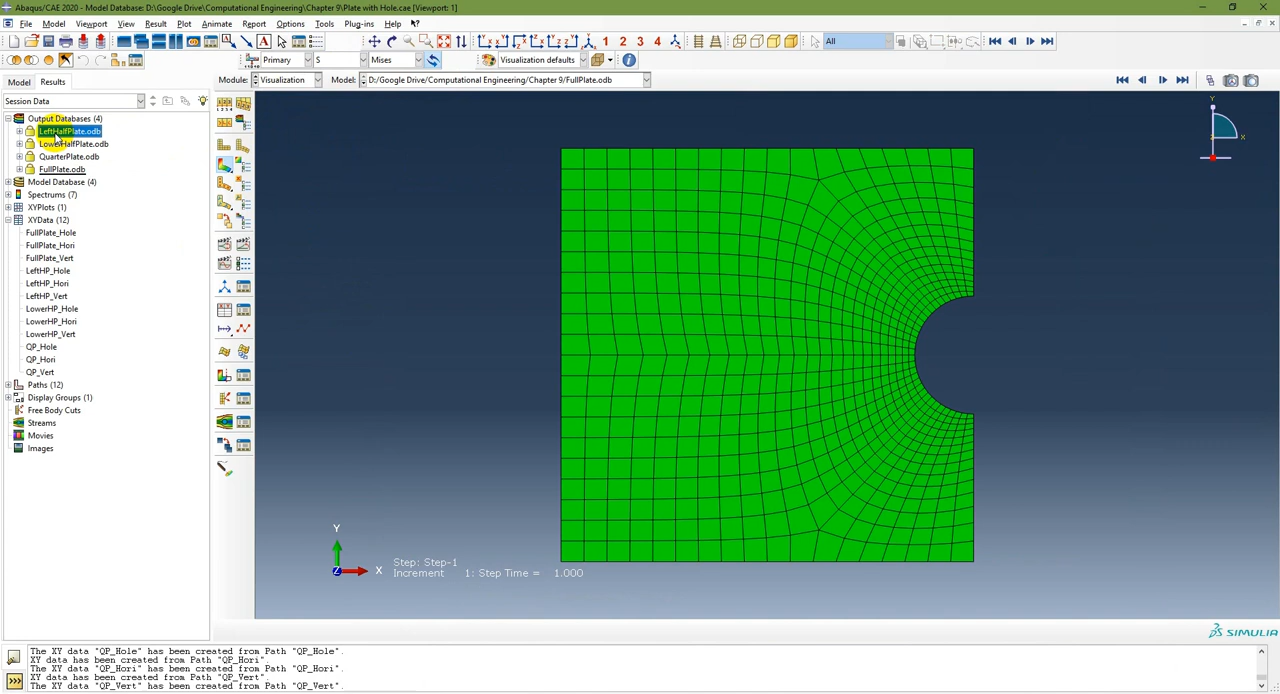 Abaqus/CAE 2020 - Model Database: D:\Google Drive\Computational Engineering\Chapter 9\Plate with Hole.cae [Viewport: 1]
File Model Viewport View Result Plot Animate Report Options Tools Plug-ins Help
1 2 3 4 All
Primary S Mises Visualization defaults
Model Results Module: Visualization Model: D:/Google Drive/Computational Engineering/Chapter 9/FullPlate.odb
Session Data
Output Databases (4)
LeftHalfPlate.odb
LowerHalfPlate.odb
QuarterPlate.odb
FullPlate.odb
Model Database (4)
Spectrums (7)
XYPlots (1)
XYData (12)
FullPlate_Hole
FullPlate_Hori
FullPlate_Vert
LeftHP_Hole
LeftHP_Hori
LeftHP_Vert
LowerHP_Hole
LowerHP_Hori
LowerHP_Vert
QP_Hole
QP_Hori
QP_Vert
Paths (12)
Display Groups (1)
Free Body Cuts
Streams
Movies
Images
Y
X
Y
X
Z
Step: Step-1
Increment 1: Step Time = 1.000
SIMULIA
The XY data "QP_Hole" has been created from Path "QP_Hole".
XY data has been created from Path "QP_Hori".
The XY data "QP_Hori" has been created from Path "QP_Hori".
XY data has been created from Path "QP_Vert".
The XY data "QP_Vert" has been created from Path "QP_Vert".